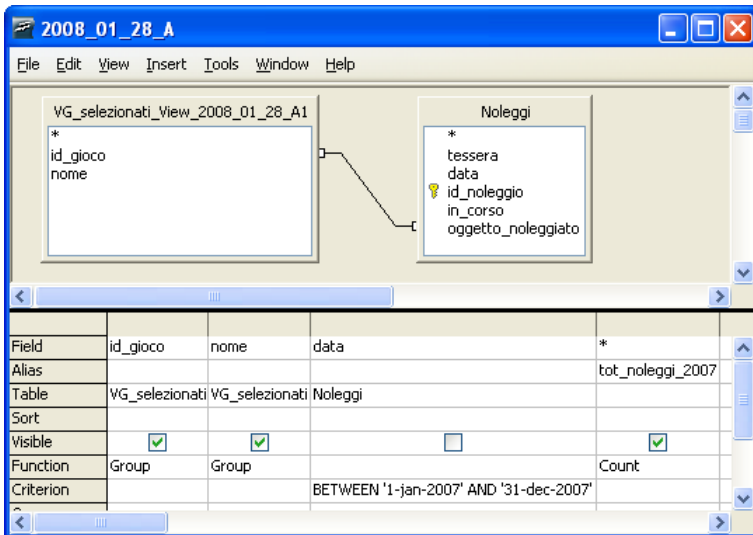 2008_01_28_A
File Edit View Insert Tools Window Help
VG_selezionati_View_2008_01_28_A1
*
id_gioco
nome
Noleggi
*
tessera
data
id_noleggio
in_corso
oggetto_noleggiato
Field id_gioco nome data *
Alias tot_noleggi_2007
Table VG_selezionati VG_selezionati Noleggi
Sort
Visible
Function Group Group Count
Criterion BETWEEN '1-jan-2007' AND '31-dec-2007'